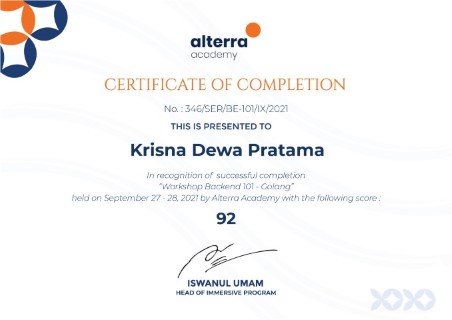 alterra
academy
CERTIFICATE OF COMPLETION
No. : 346/SER/BE-101/IX/2021
THIS IS PRESENTED TO
Krisna Dewa Pratama
In recognition of successful completion
"Workshop Backend 101 - Golang"
held on September 27 - 28, 2021 by Alterra Academy with the following score :
92
ISWANUL UMAM
HEAD OF IMMERSIVE PROGRAM